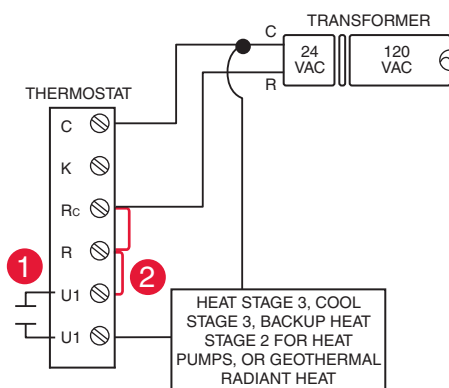 TRANSFORMER
C
24
VAC
120
VAC
R
THERMOSTAT
C
K
RC
R
1
2
U1
U1
HEAT STAGE 3, COOL
STAGE 3, BACKUP HEAT
STAGE 2 FOR HEAT
PUMPS, OR GEOTHERMAL
RADIANT HEAT